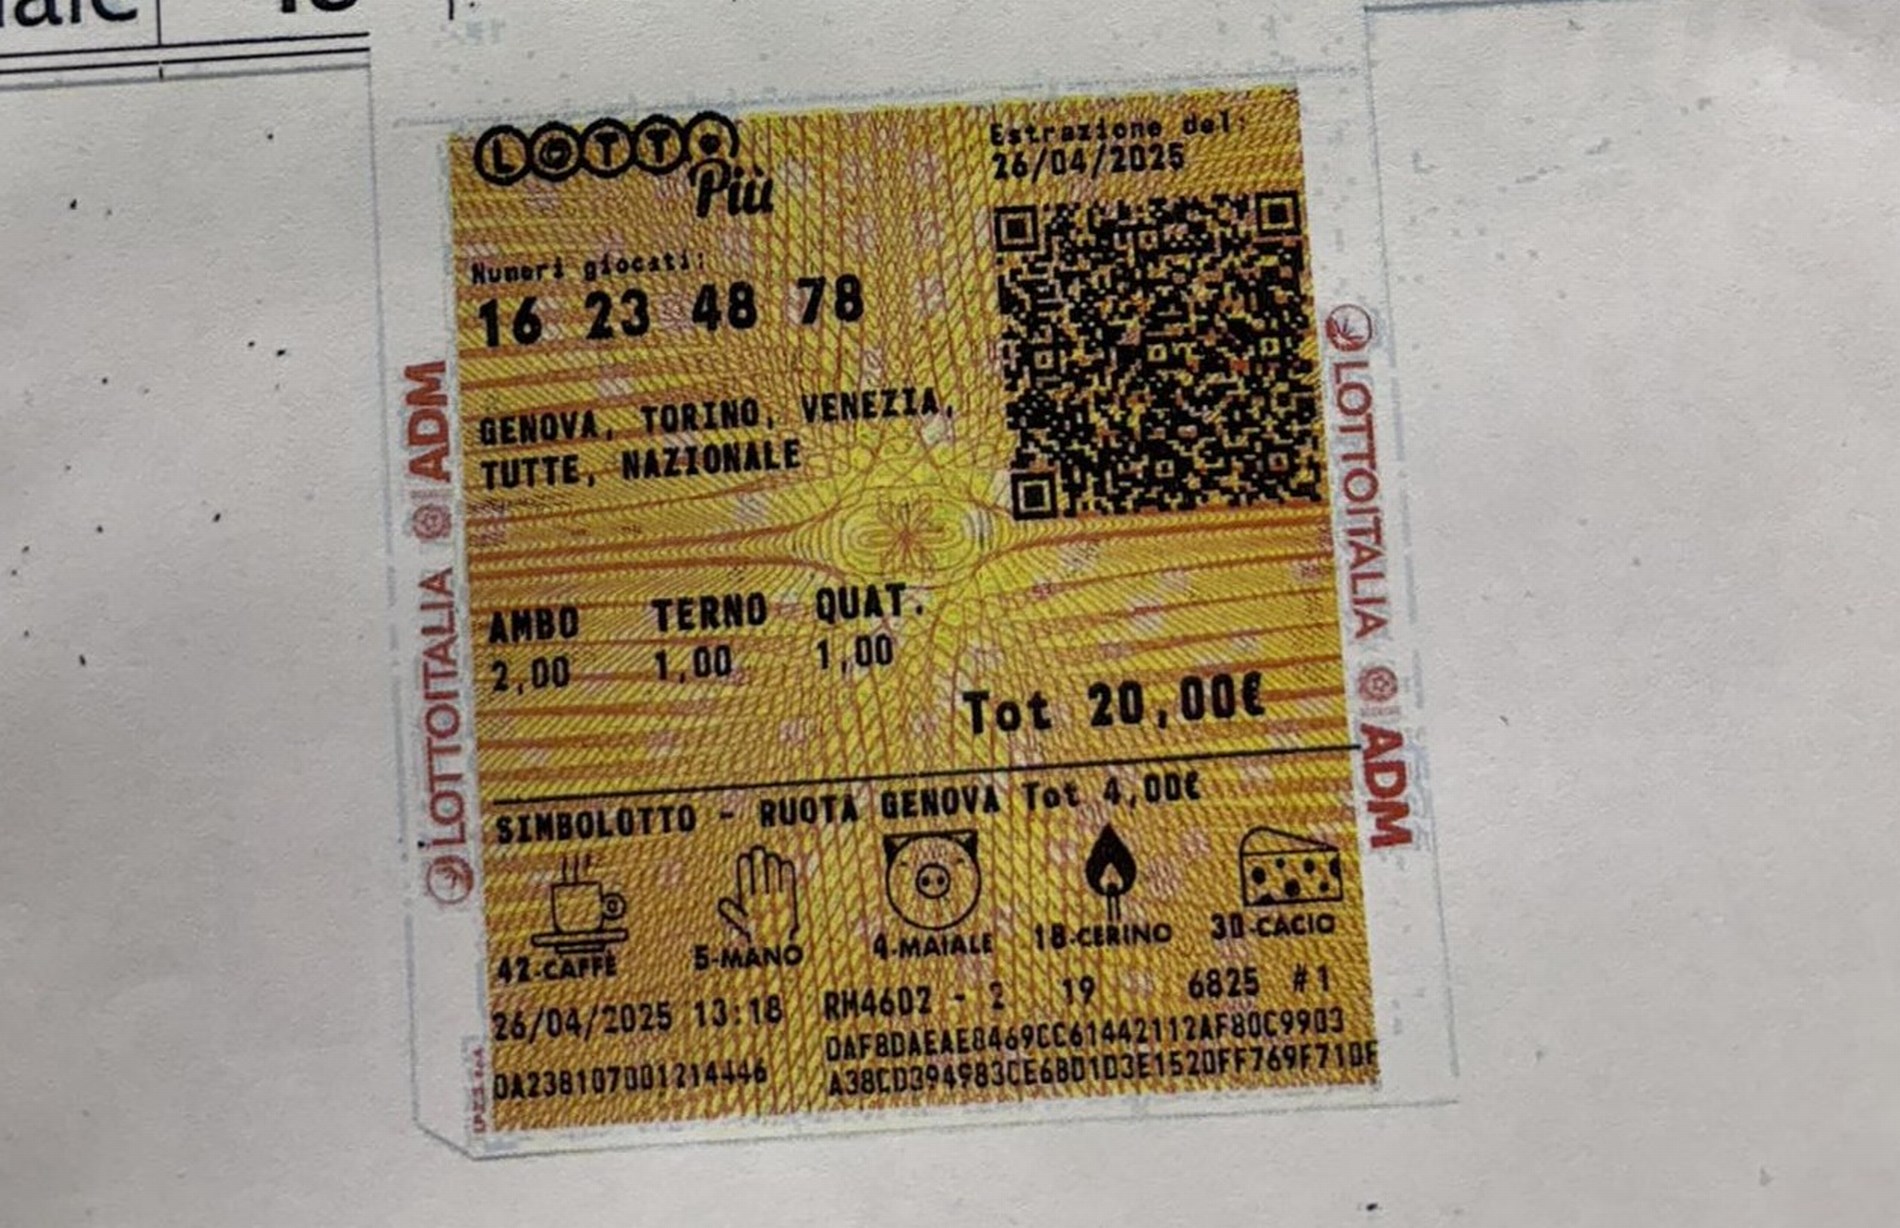 LOTTO
Più
Estrazione del:
26/04/2025
Numeri giocati:
16 23 48 78
GENOVA, TORINO, VENEZIA,
TUTTE, NAZIONALE
AMBO TERNO QUAT.
2,00 1,00 1,00
Tot 20,00€
SIMBOLOTTO - RUOTA GENOVA Tot 4,00€
42-CAFFÈ 5-MANO 4-MAIALE 18-CERINO 30-CACIO
26/04/2025 13:18 RM4602 - 2 19 6825 #1
DAF8DAEAE8469CC61442112AF80C9903
0A238107001214446 A38CD394983CE6BD1D3E1520FF769F710F
LOTTOITALIA ADM
LOTTOITALIA ADM